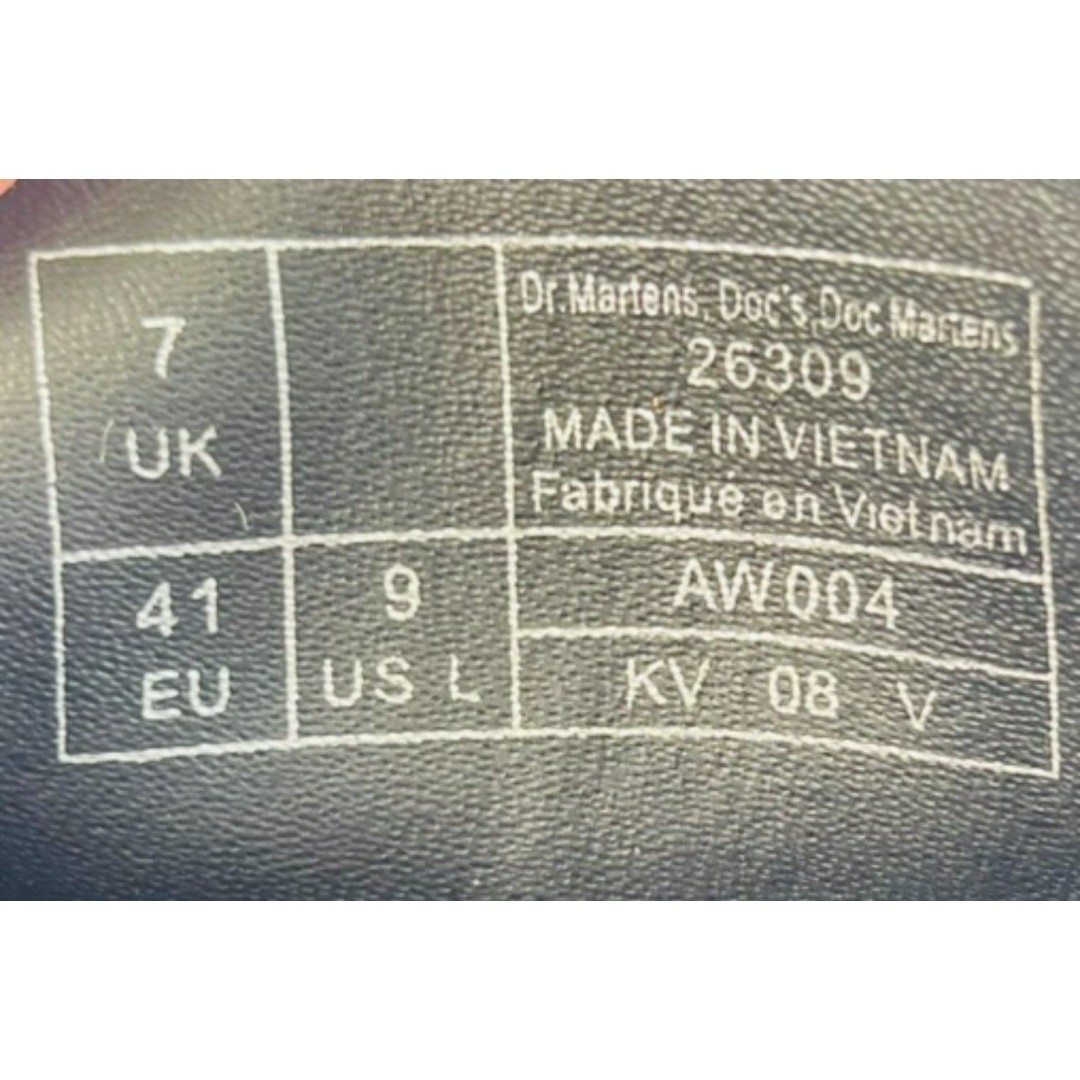 7
UK
Dr.Martens, Doc's, Doc Martens
26309
MADE IN VIETNAM
Fabriqué en Vietnam
41
EU
9
US L
AW004
KV 08 V